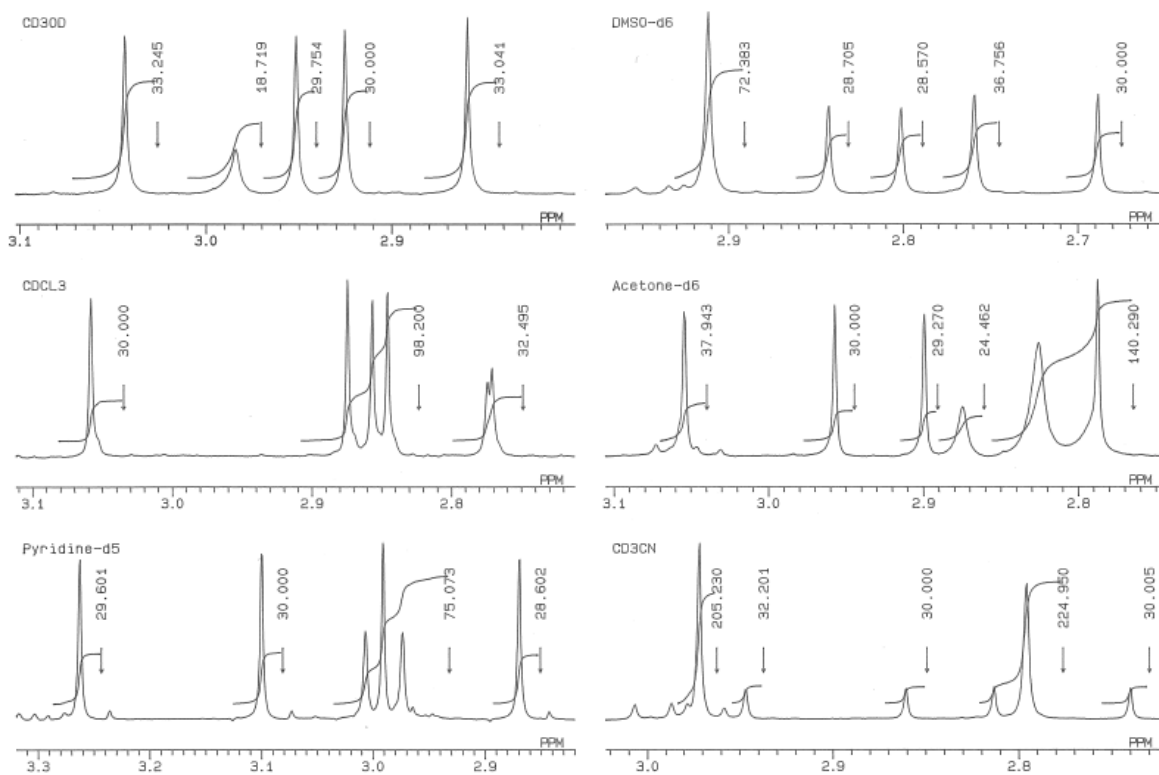 CD3OD
33.245
18.719
29.754
30.000
33.041
PPM
3.1 3.0 2.9
DMSO-d6
72.383
28.705
28.570
36.756
30.000
PPM
2.9 2.8 2.7
CDCL3
30.000
98.200
32.495
PPM
3.1 3.0 2.9 2.8
Acetone-d6
37.943
30.000
29.270
24.462
140.290
PPM
3.1 3.0 2.9 2.8
Pyridine-d5
29.601
30.000
75.073
28.602
PPM
3.3 3.2 3.1 3.0 2.9
CD3CN
205.230
32.201
30.000
224.950
30.005
PPM
3.0 2.9 2.8